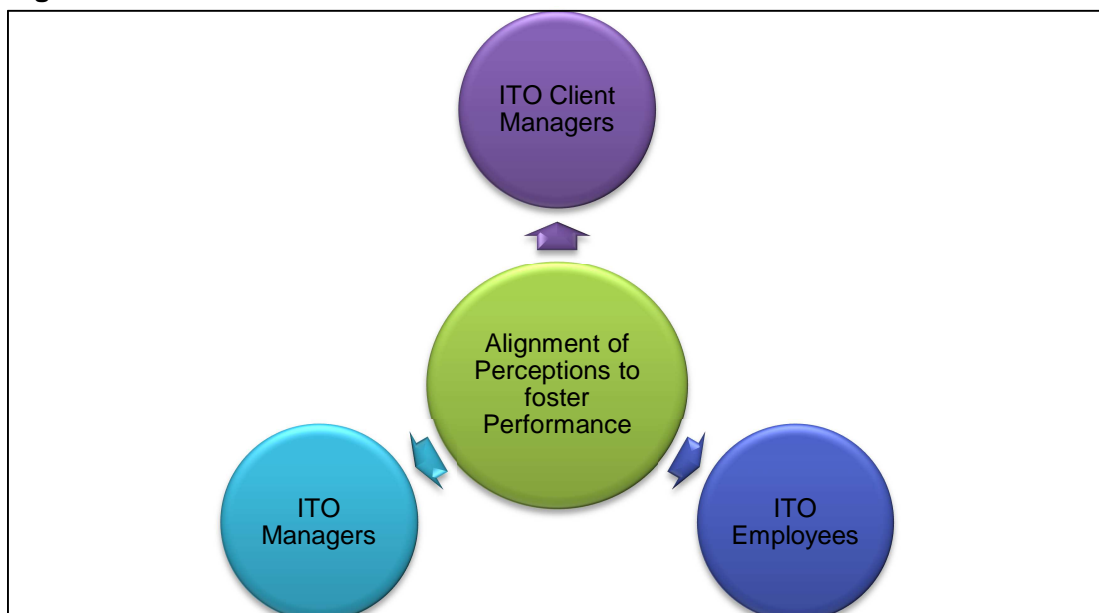 ITO Client
Managers
Alignment of
Perceptions to
foster
Performance
ITO
Managers
ITO
Employees